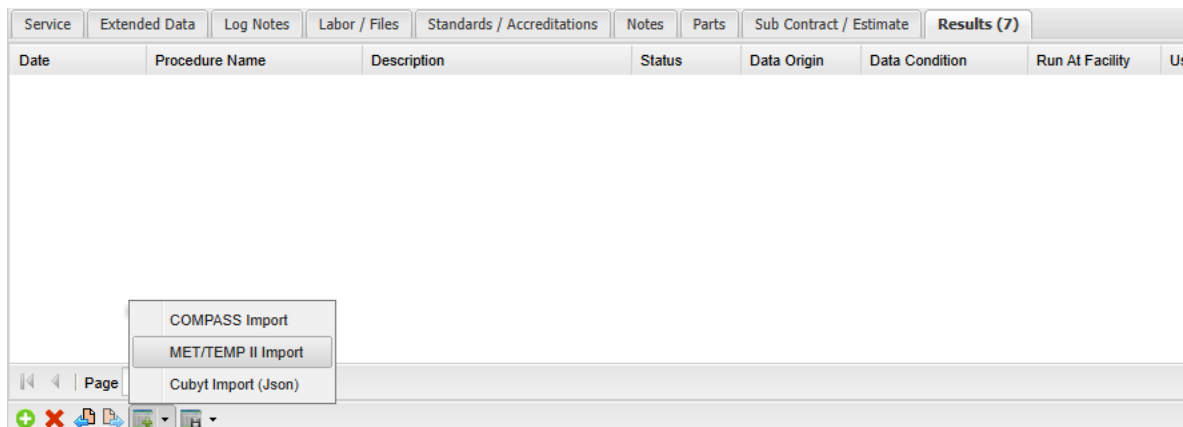 Service Extended Data Log Notes Labor / Files Standards / Accreditations Notes Parts Sub Contract / Estimate Results (7)
Date Procedure Name Description Status Data Origin Data Condition Run At Facility Us
COMPASS Import
MET/TEMP II Import
Page Cubyt Import (Json)